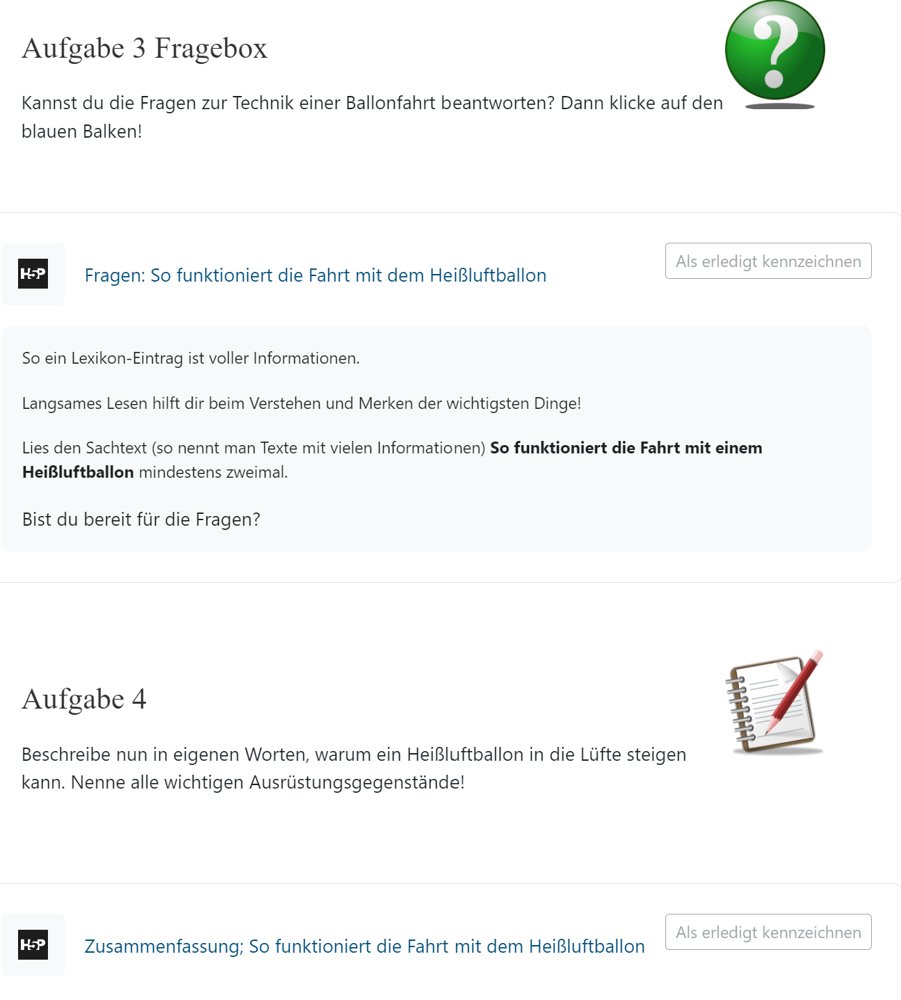 Aufgabe 3 Fragebox
Kannst du die Fragen zur Technik einer Ballonfahrt beantworten? Dann klicke auf den
blauen Balken!
H5P
Fragen: So funktioniert die Fahrt mit dem Heißluftballon
Als erledigt kennzeichnen
So ein Lexikon-Eintrag ist voller Informationen.
Langsames Lesen hilft dir beim Verstehen und Merken der wichtigsten Dinge!
Lies den Sachtext (so nennt man Texte mit vielen Informationen) So funktioniert die Fahrt mit einem
Heißluftballon mindestens zweimal.
Bist du bereit für die Fragen?
Aufgabe 4
Beschreibe nun in eigenen Worten, warum ein Heißluftballon in die Lüfte steigen
kann. Nenne alle wichtigen Ausrüstungsgegenstände!
H5P
Zusammenfassung; So funktioniert die Fahrt mit dem Heißluftballon
Als erledigt kennzeichnen